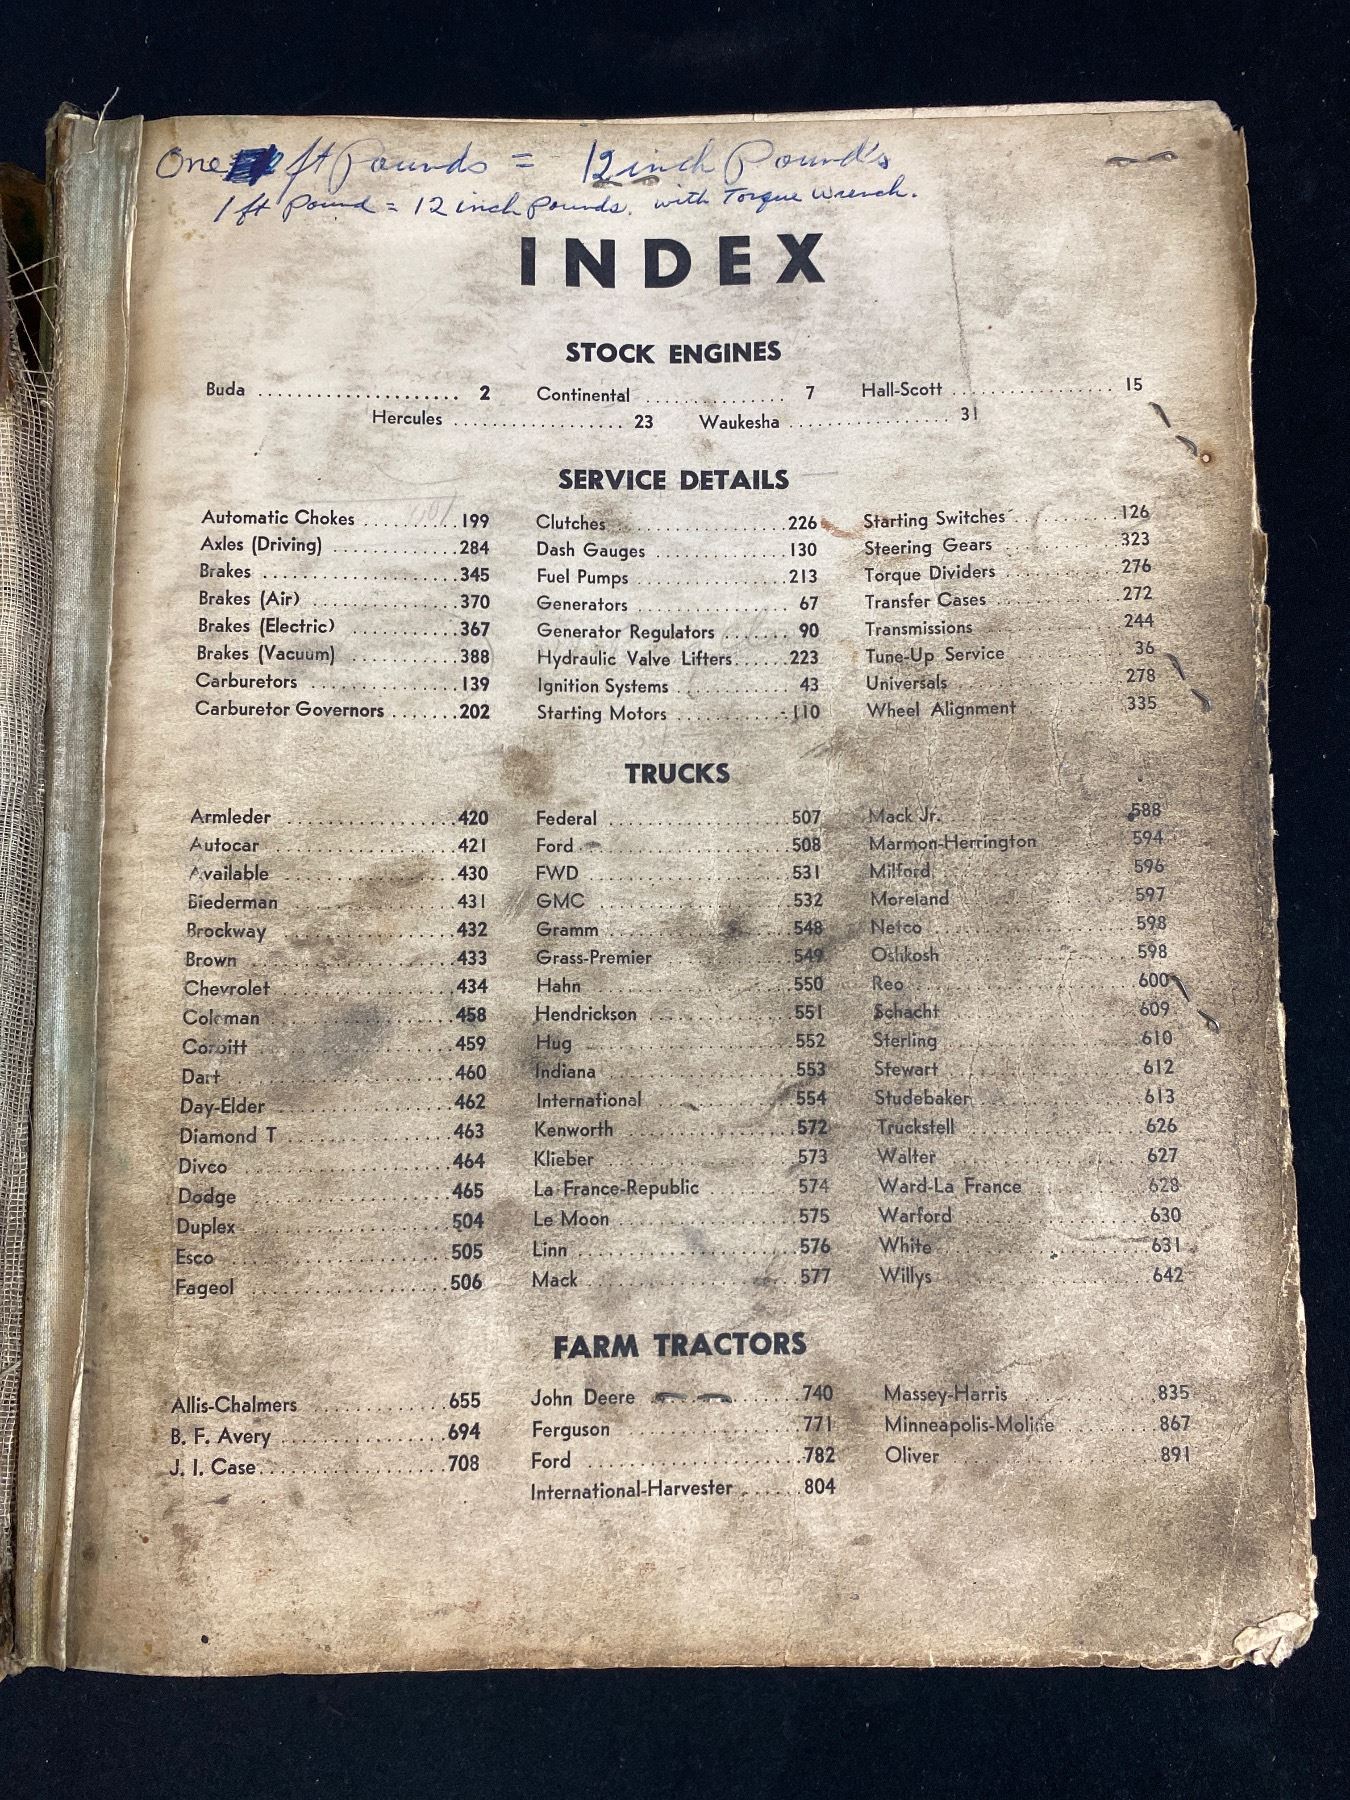 One ft Pounds = 12 inch Pounds
1 ft Pound = 12 inch Pounds. with Torque Wrench.
INDEX
STOCK ENGINES
Buda .................... 2 Continental .............. 7 Hall-Scott ................ 15
Hercules ................. 23 Waukesha ................ 31
SERVICE DETAILS
Automatic Chokes ........ 199
Axles (Driving) ............ 284
Brakes .................... 345
Brakes (Air) .............. 370
Brakes (Electric) .......... 367
Brakes (Vacuum) .......... 388
Carburetors .............. 139
Carburetor Governors ...... 202
Clutches .................. 226
Dash Gauges .............. 130
Fuel Pumps ............... 213
Generators ............... 67
Generator Regulators ...... 90
Hydraulic Valve Lifters ...... 223
Ignition Systems ........... 43
Starting Motors ........... 110
Starting Switches .......... 126
Steering Gears ............ 323
Torque Dividers ........... 276
Transfer Cases ............ 272
Transmissions ............. 244
Tune-Up Service ........... 36
Universals ................ 278
Wheel Alignment .......... 335
TRUCKS
Armleder ................. 420
Autocar .................. 421
Available ................. 430
Biederman ............... 431
Brockway ................ 432
Brown ................... 433
Chevrolet ................ 434
Coleman ................. 458
Corbitt .................. 459
Dart ..................... 460
Day-Elder ................ 462
Diamond T ............... 463
Divco .................... 464
Dodge ................... 465
Duplex ................... 504
Esco ..................... 505
Fageol ................... 506
Federal .................. 507
Ford ..................... 508
FWD ..................... 531
GMC ..................... 532
Gramm .................. 548
Grass-Premier ............ 549
Hahn .................... 550
Hendrickson .............. 551
Hug ..................... 552
Indiana .................. 553
International ............. 554
Kenworth ................ 572
Klieber ................... 573
La France-Republic ........ 574
Le Moon ................. 575
Linn ..................... 576
Mack .................... 577
Mack Jr. ................. 588
Marmon-Herrington ....... 594
Milford .................. 596
Moreland ................ 597
Netco ................... 598
Oshkosh ................. 598
Reo ..................... 600
Schacht .................. 609
Sterling .................. 610
Stewart .................. 612
Studebaker ............... 613
Truckstell ................ 626
Walter ................... 627
Ward-La France .......... 628
Warford ................. 630
White ................... 631
Willys ................... 642
FARM TRACTORS
Allis-Chalmers ............ 655
B. F. Avery ............... 694
J. I. Case ................. 708
John Deere ............... 740
Ferguson ................. 771
Ford ..................... 782
International-Harvester ...... 804
Massey-Harris ............ 835
Minneapolis-Moline ....... 867
Oliver ................... 891